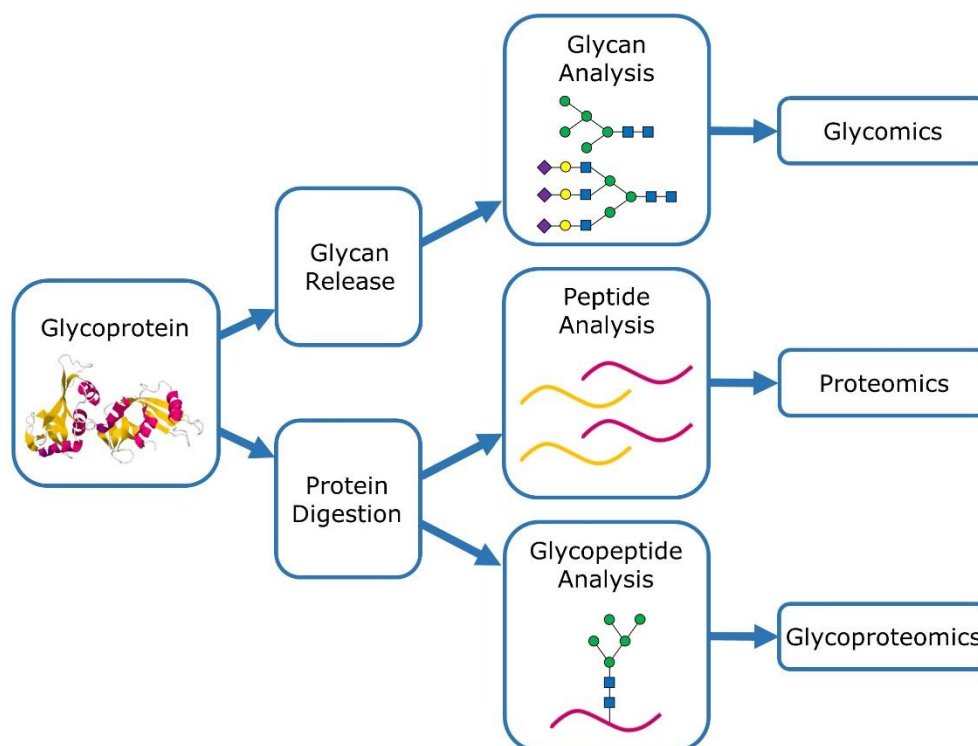 Glycan
Analysis
Glycomics
Glycan
Release
Glycoprotein
Peptide
Analysis
Proteomics
Protein
Digestion
Glycopeptide
Analysis
Glycoproteomics